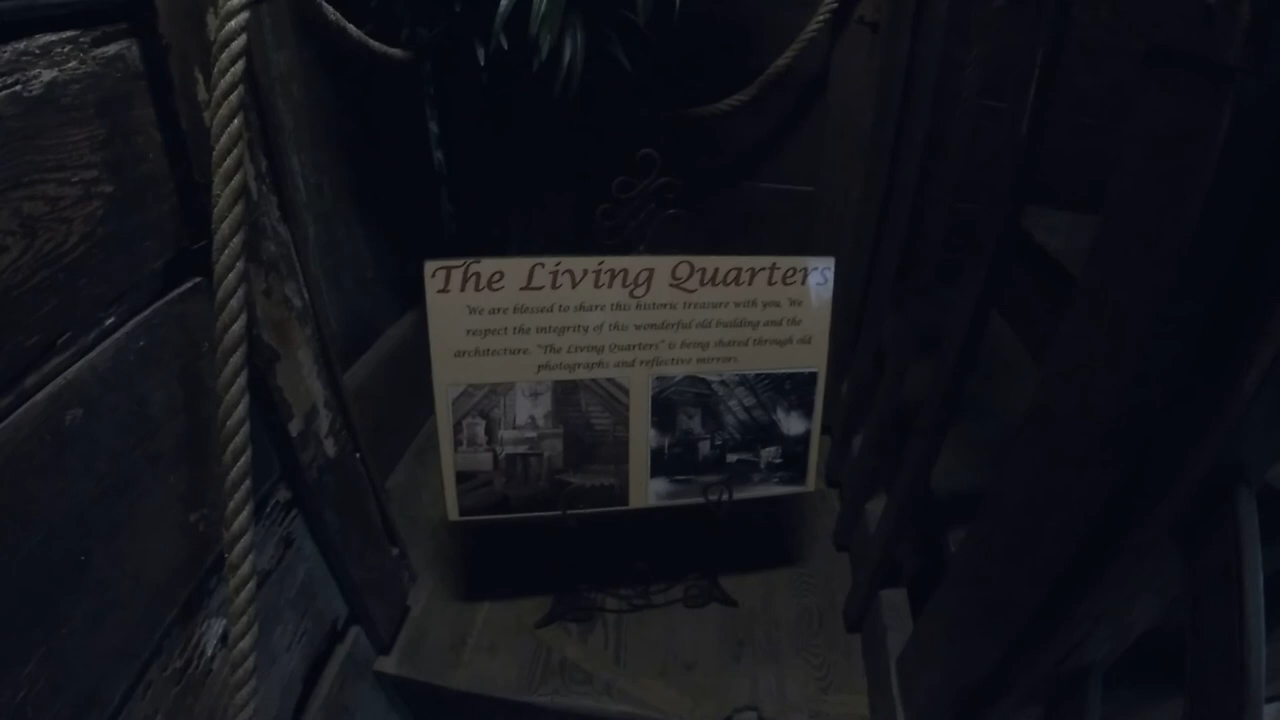 The Living Quarters
We are blessed to share this historic treasure with you. We
respect the integrity of this wonderful old building and the
architecture. "The Living Quarters" is being shared through old
photographs and reflective mirrors.